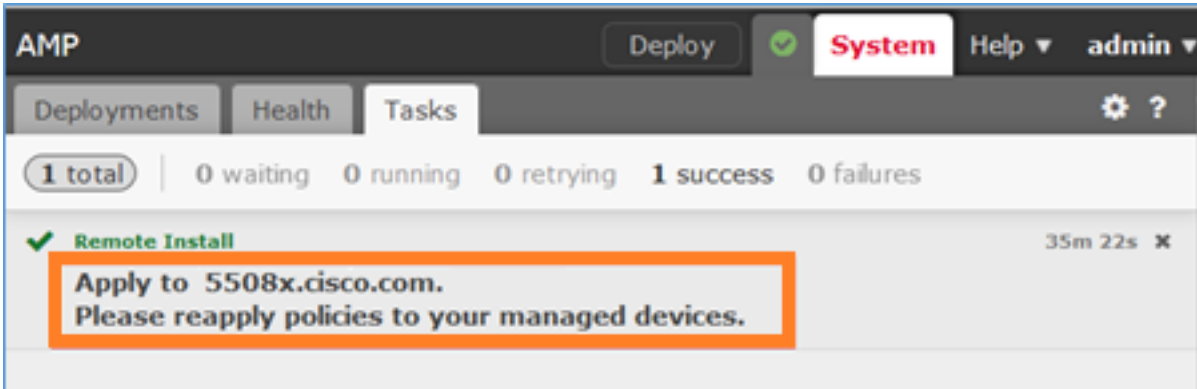 AMP Deploy System Help admin
Deployments Health Tasks ?
1 total 0 waiting 0 running 0 retrying 1 success 0 failures
Remote Install 35m 22s
Apply to 5508x.cisco.com.
Please reapply policies to your managed devices.